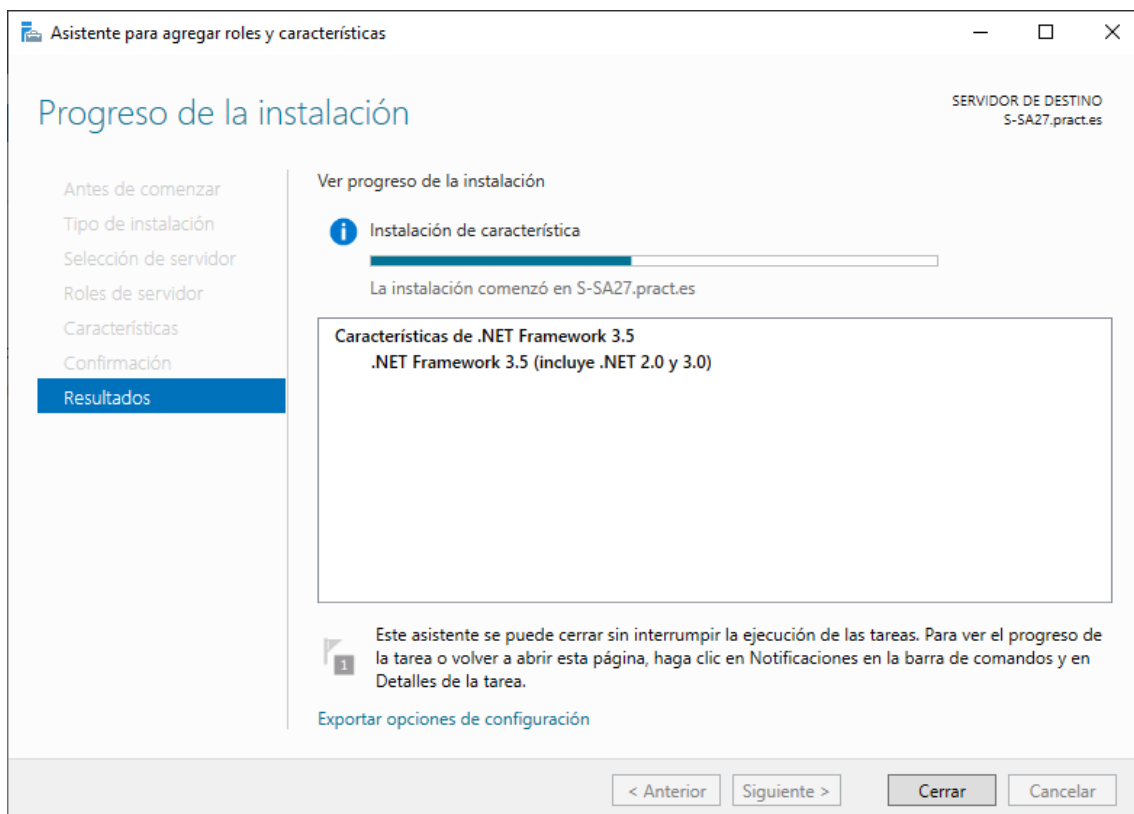 Asistente para agregar roles y características
Progreso de la instalación
SERVIDOR DE DESTINO
S-SA27.pract.es
Antes de comenzar
Tipo de instalación
Selección de servidor
Roles de servidor
Características
Confirmación
Resultados
Ver progreso de la instalación
Instalación de característica
La instalación comenzó en S-SA27.pract.es
Características de .NET Framework 3.5
.NET Framework 3.5 (incluye .NET 2.0 y 3.0)
1
Este asistente se puede cerrar sin interrumpir la ejecución de las tareas. Para ver el progreso de
la tarea o volver a abrir esta página, haga clic en Notificaciones en la barra de comandos y en
Detalles de la tarea.
Exportar opciones de configuración
< Anterior
Siguiente >
Cerrar
Cancelar